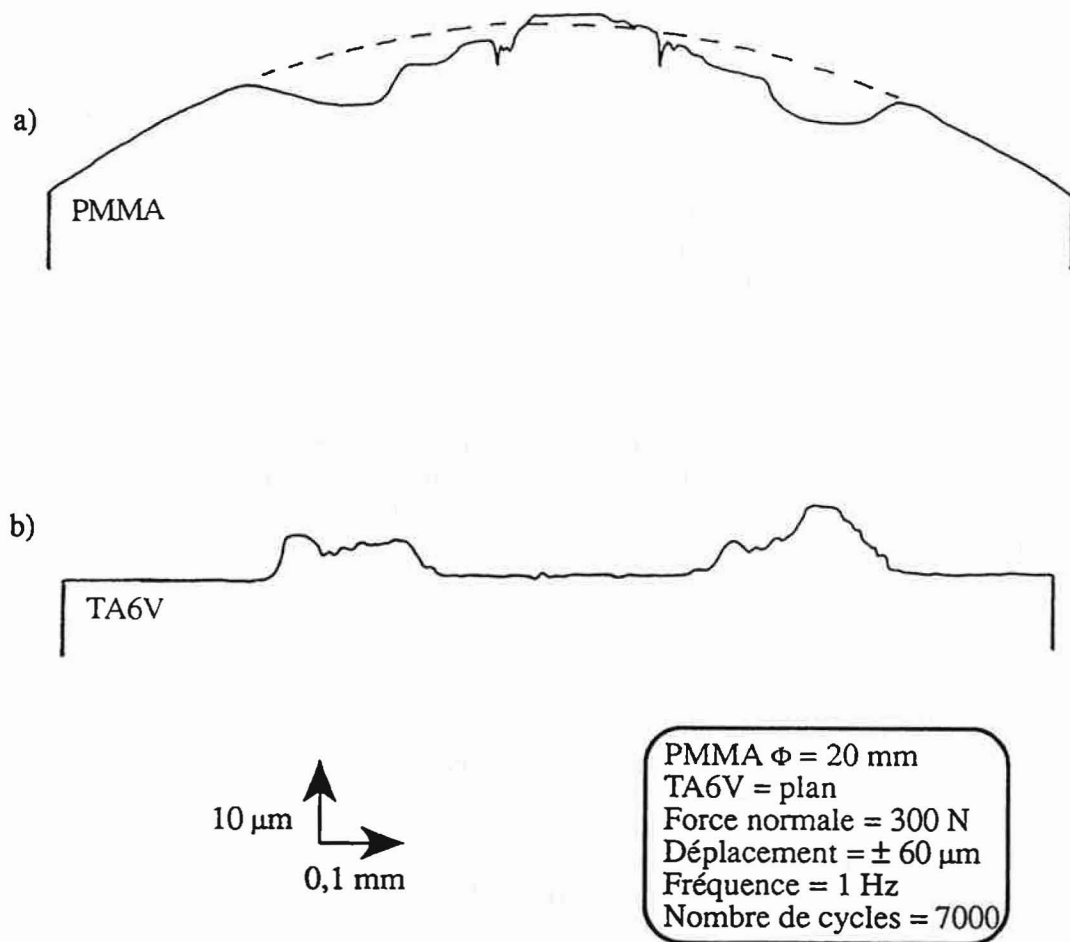 a)
PMMA
b)
TA6V
10 µm
0,1 mm
PMMA Φ = 20 mm
TA6V = plan
Force normale = 300 N
Déplacement = ± 60 µm
Fréquence = 1 Hz
Nombre de cycles = 7000